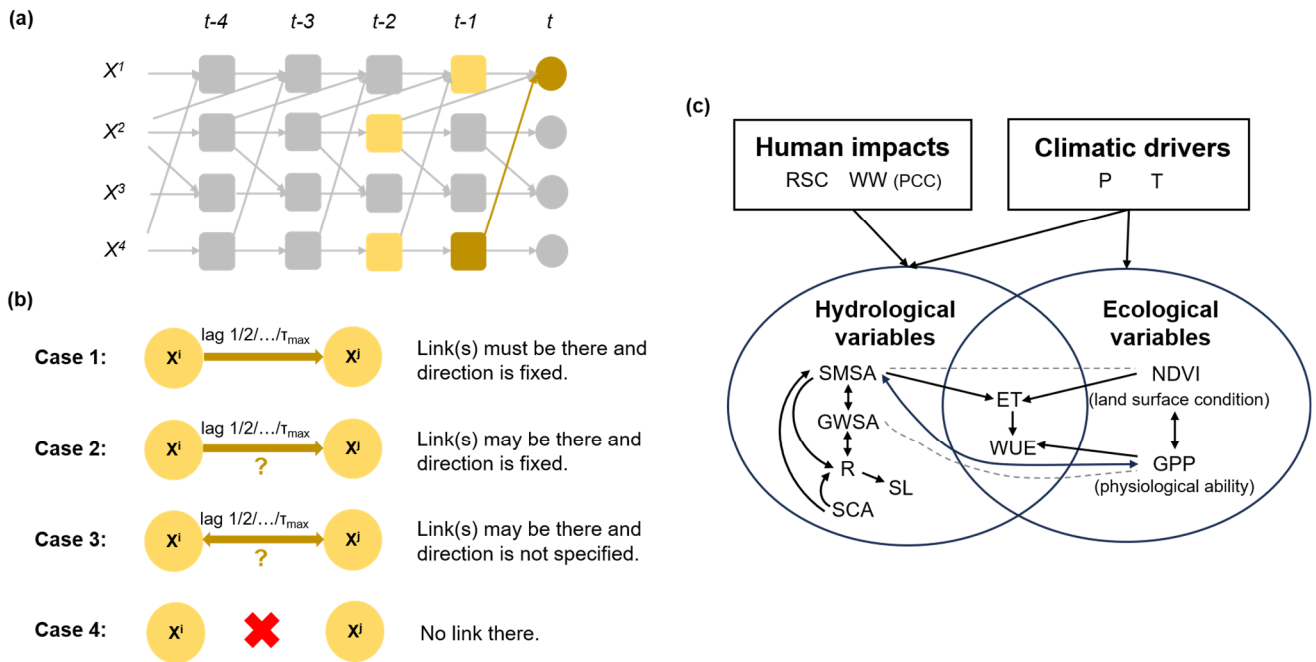 (a)
t-4 t-3 t-2 t-1 t
X¹
X²
X³
X⁴
(b)
Case 1:
Xⁱ
lag 1/2/…/τmax
Xʲ
Link(s) must be there and
direction is fixed.
Case 2:
Xⁱ
lag 1/2/…/τmax
?
Xʲ
Link(s) may be there and
direction is fixed.
Case 3:
Xⁱ
lag 1/2/…/τmax
?
Xʲ
Link(s) may be there and
direction is not specified.
Case 4:
Xⁱ
Xʲ
No link there.
(c)
Human impacts
RSC WW (PCC)
Climatic drivers
P T
Hydrological
variables
SMSA
GWSA
R
SL
SCA
ET
WUE
Ecological
variables
NDVI
(land surface condition)
GPP
(physiological ability)